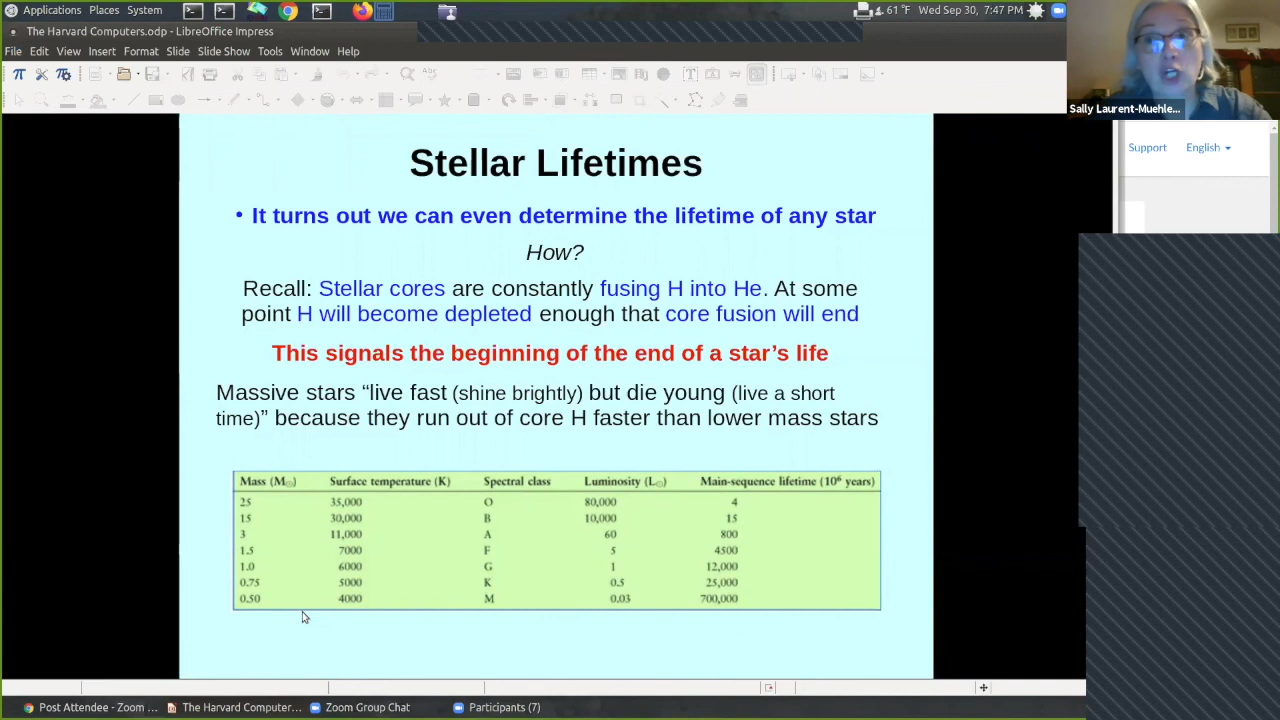 Applications Places System
61 °F Wed Sep 30, 7:47 PM
The Harvard Computers.odp - LibreOffice Impress
File Edit View Insert Format Slide Slide Show Tools Window Help
Sally Laurent-Muehle...
Support English
Stellar Lifetimes
• It turns out we can even determine the lifetime of any star
How?
Recall: Stellar cores are constantly fusing H into He. At some
point H will become depleted enough that core fusion will end
This signals the beginning of the end of a star’s life
Massive stars “live fast (shine brightly) but die young (live a short
time)” because they run out of core H faster than lower mass stars
Mass (M☉) Surface temperature (K) Spectral class Luminosity (L☉) Main-sequence lifetime (10⁶ years)
25 35,000 O 80,000 4
15 30,000 B 10,000 15
3 11,000 A 60 800
1.5 7000 F 5 4500
1.0 6000 G 1 12,000
0.75 5000 K 0.5 25,000
0.50 4000 M 0.03 700,000
Post Attendee - Zoom ... The Harvard Computer... Zoom Group Chat Participants (7)